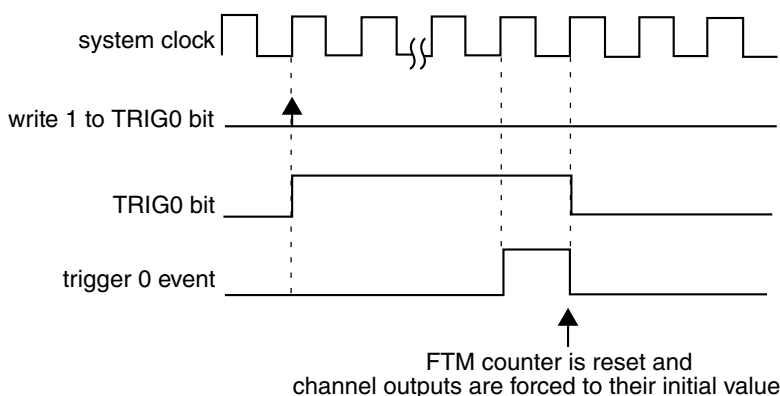 system clock
write 1 to TRIG0 bit
TRIG0 bit
trigger 0 event
FTM counter is reset and
channel outputs are forced to their initial value